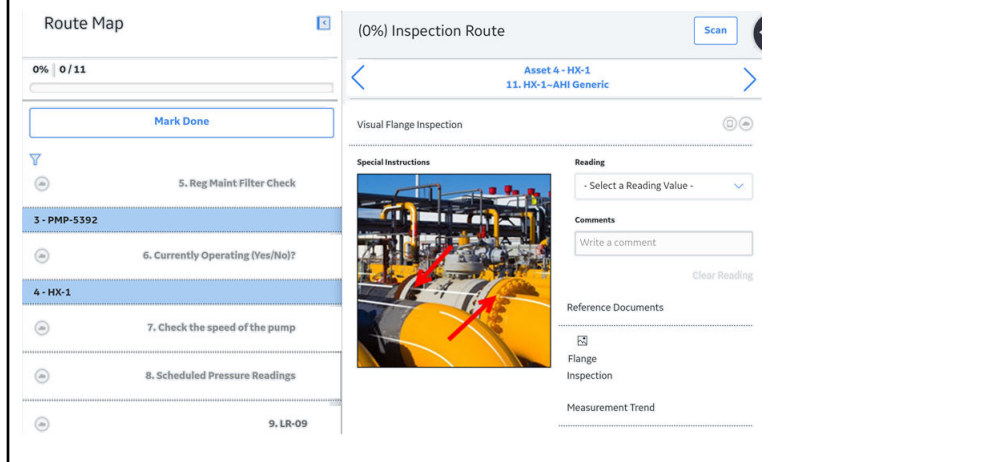 Route Map
0% 0/11
Mark Done
5. Reg Maint Filter Check
3 - PMP-5392
6. Currently Operating (Yes/No)?
4 - HX-1
7. Check the speed of the pump
8. Scheduled Pressure Readings
9. LR-09
(0%) Inspection Route
Scan
Asset 4 - HX-1
11. HX-1~AHI Generic
Visual Flange Inspection
Special Instructions
Reading
- Select a Reading Value -
Comments
Write a comment
Clear Reading
Reference Documents
Flange
Inspection
Measurement Trend